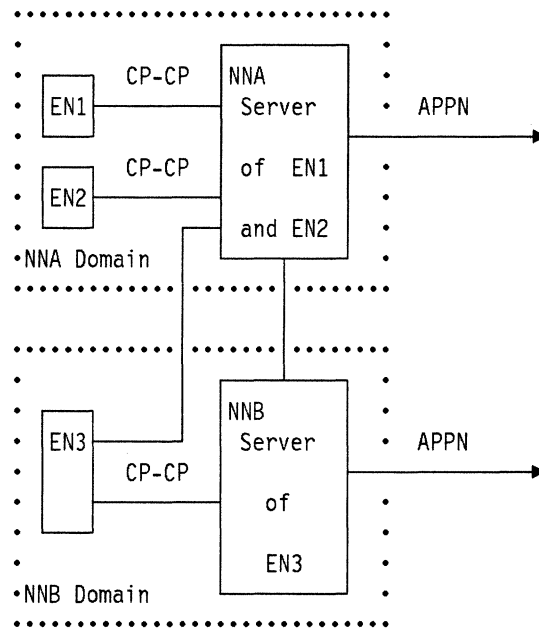 CP-CP
NNA
EN1
Server
APPN
CP-CP
of EN1
EN2
and EN2
NNA Domain
NNB
EN3
Server
APPN
CP-CP
of
EN3
NNB Domain